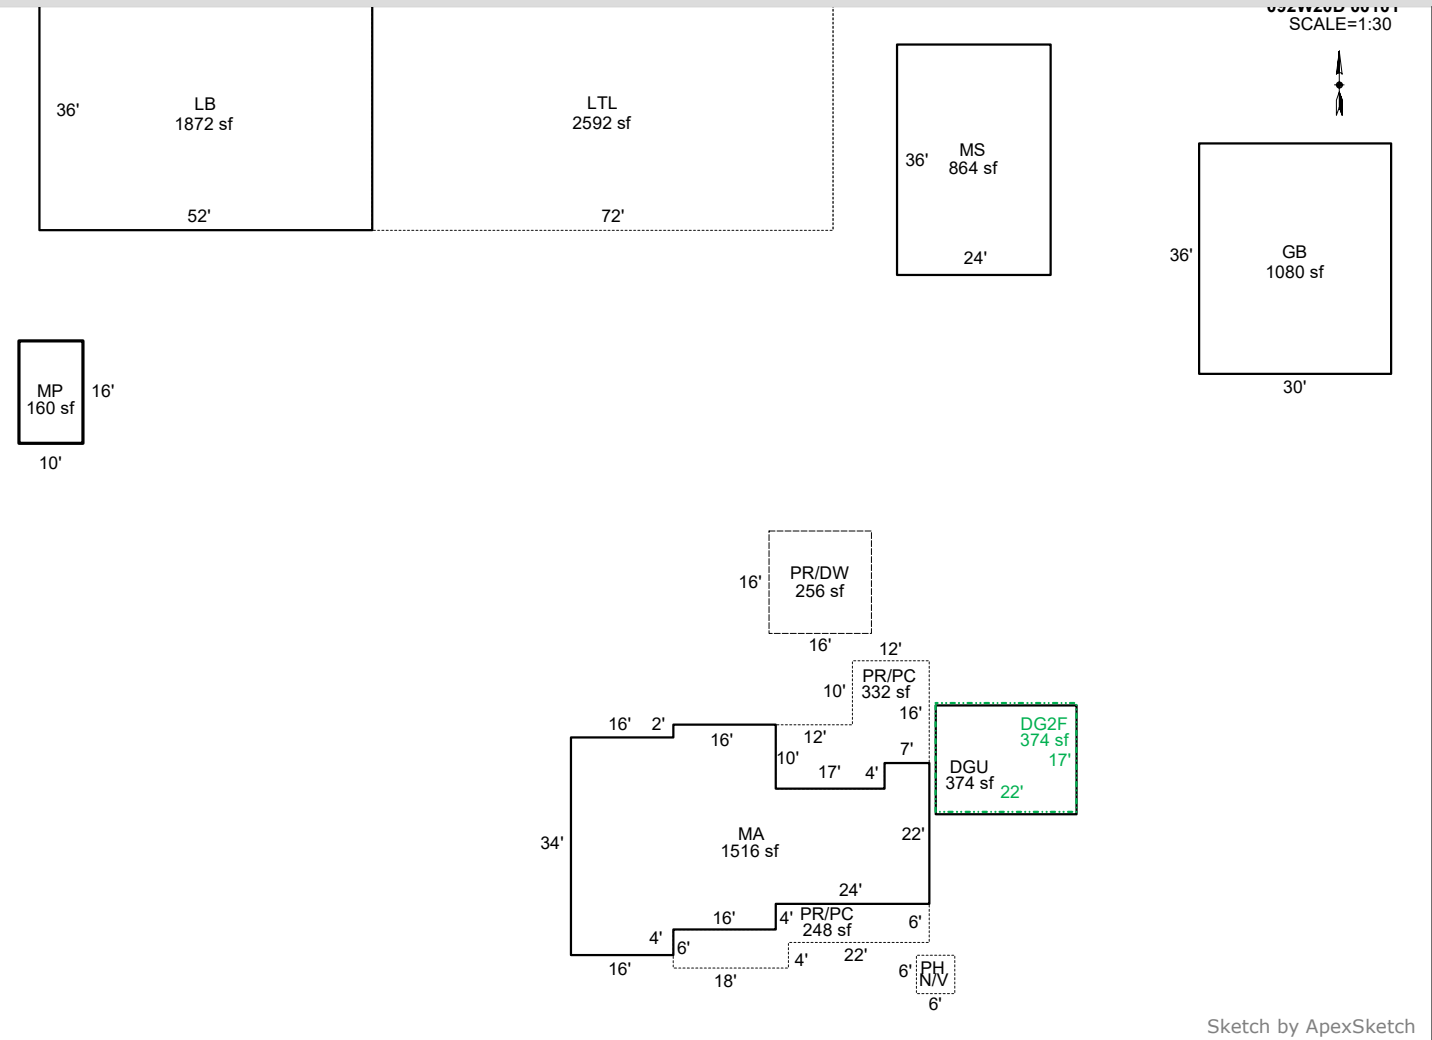 SCALE=1:30
36'
LB
1872 sf
52'
LTL
2592 sf
72'
36'
MS
864 sf
24'
36'
GB
1080 sf
30'
MP
160 sf
16'
10'
16'
PR/DW
256 sf
16'
12'
10'
PR/PC
332 sf
16'
16'
2'
16'
12'
10'
17'
4'
7'
DG2F
374 sf
17'
DGU
374 sf
22'
34'
MA
1516 sf
22'
24'
16'
4'
PR/PC
248 sf
6'
4'
6'
16'
18'
4'
22'
6'
PH
N/V
6'
Sketch by ApexSketch